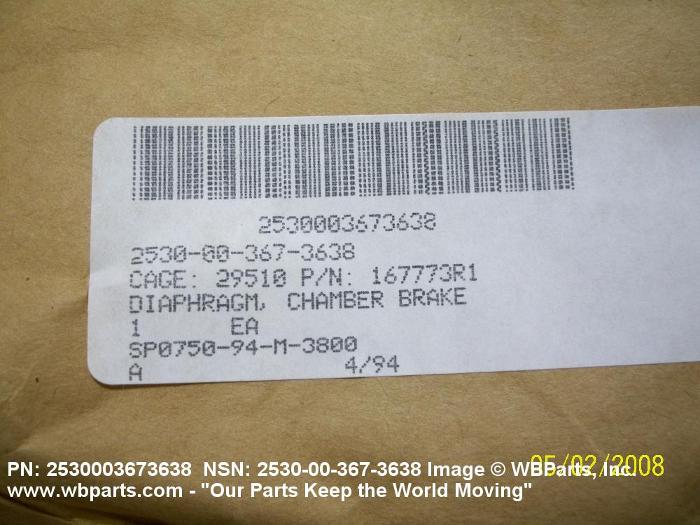 2530003673638
2530-00-367-3638
CAGE: 29510 P/N: 167773R1
DIAPHRAGM, CHAMBER BRAKE
1 EA
SP0750-94-M-3800
A 4/94
05/02/2008
PN: 2530003673638 NSN: 2530-00-367-3638 Image © WBParts, Inc.
www.wbparts.com - "Our Parts Keep the World Moving"